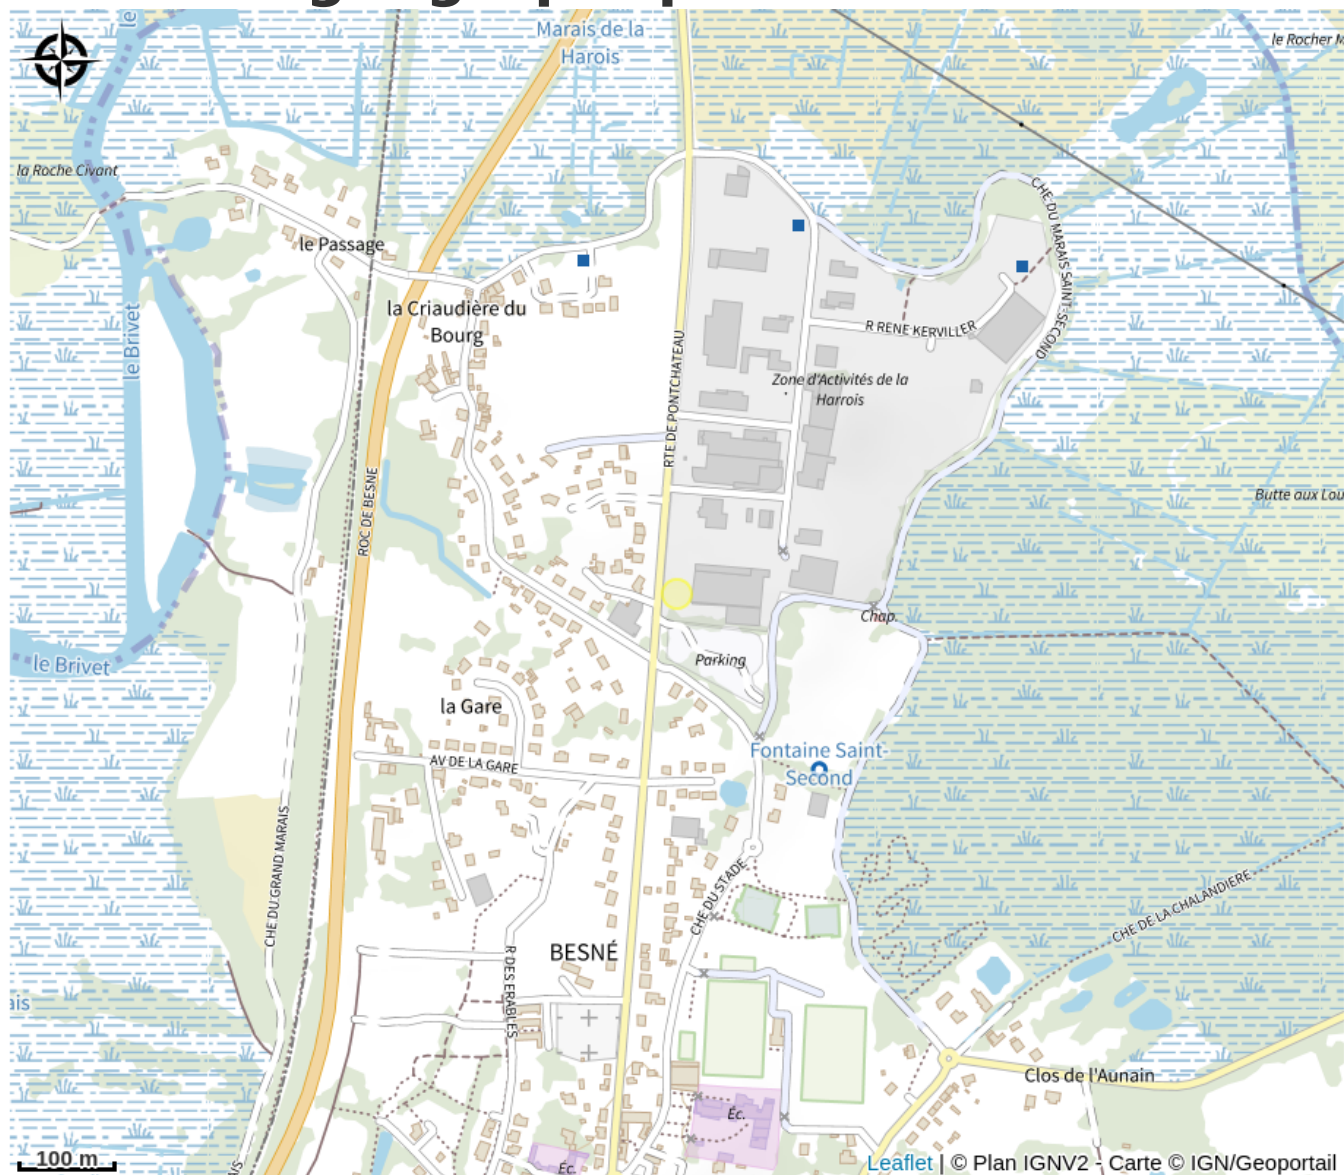 Marais de la
Harois
le Rocher M
la Roche Civant
CHE DU MARAIS SAINT-SECOND
le Passage
le Brivet
la Criaudière du
Bourg
R RENE KERVILLER
RTE DE PONTCHATEAU
Zone d'Activités de la
Harrois
ROC DE BESNE
Butte aux Lou
Chap.
le Brivet
Parking
la Gare
AV DE LA GARE
Fontaine Saint-
Second
CHE DU GRAND MARAIS
CHE DU STADE
CHE DE LA CHALANDIERE
BESNÉ
R DES ERABLES
ais
Clos de l'Aunain
Éc.
Éc.
100 m
Leaflet | © Plan IGNV2 - Carte © IGN/Geoportail